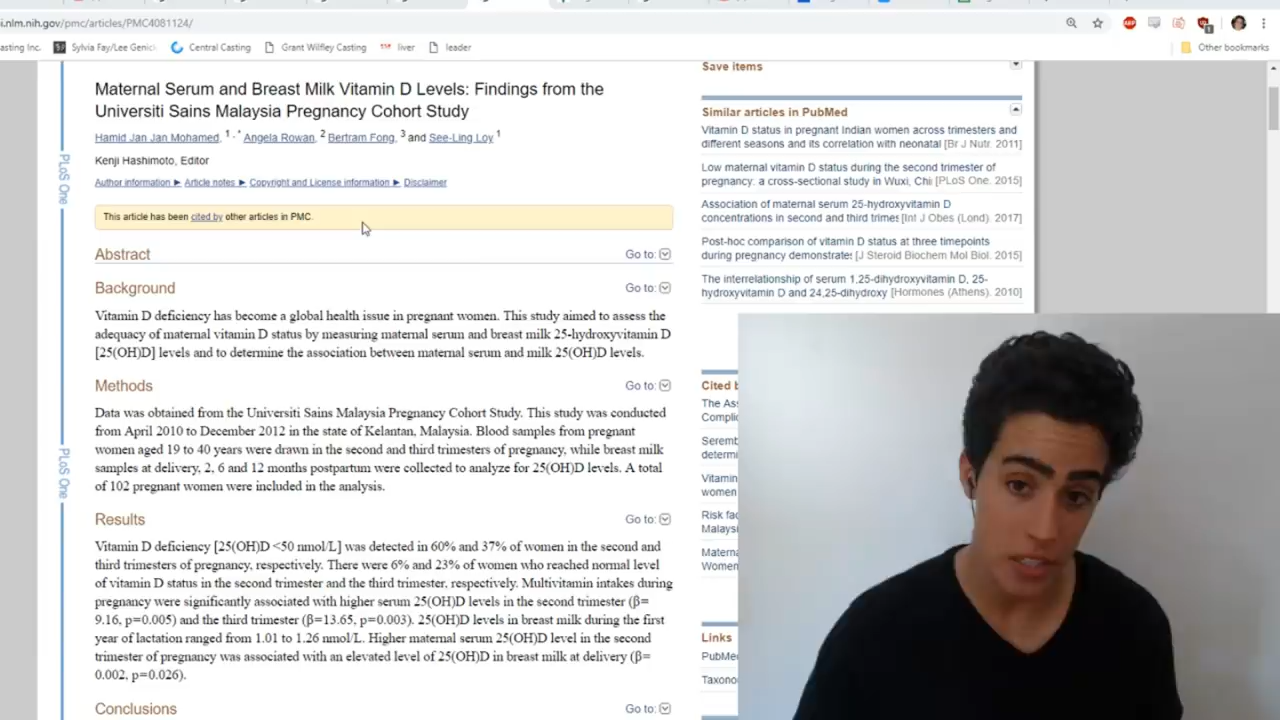 i.nlm.nih.gov/pmc/articles/PMC4081124/
asting Inc.
Sylvia Fay/Lee Genick
Central Casting
Grant Wilfley Casting
liver
leader
Other bookmarks
Maternal Serum and Breast Milk Vitamin D Levels: Findings from the
Universiti Sains Malaysia Pregnancy Cohort Study
Hamid Jan Jan Mohamed, 1 , * Angela Rowan, 2 Bertram Fong, 3 and See-Ling Loy 1
Kenji Hashimoto, Editor
Author information ► Article notes ► Copyright and License information ► Disclaimer
This article has been cited by other articles in PMC.
Abstract
Go to:
Background
Go to:
Vitamin D deficiency has become a global health issue in pregnant women. This study aimed to assess the
adequacy of maternal vitamin D status by measuring maternal serum and breast milk 25-hydroxyvitamin D
[25(OH)D] levels and to determine the association between maternal serum and milk 25(OH)D levels.
Methods
Go to:
Data was obtained from the Universiti Sains Malaysia Pregnancy Cohort Study. This study was conducted
from April 2010 to December 2012 in the state of Kelantan, Malaysia. Blood samples from pregnant
women aged 19 to 40 years were drawn in the second and third trimesters of pregnancy, while breast milk
samples at delivery, 2, 6 and 12 months postpartum were collected to analyze for 25(OH)D levels. A total
of 102 pregnant women were included in the analysis.
Results
Go to:
Vitamin D deficiency [25(OH)D <50 nmol/L] was detected in 60% and 37% of women in the second and
third trimesters of pregnancy, respectively. There were 6% and 23% of women who reached normal level
of vitamin D status in the second trimester and the third trimester, respectively. Multivitamin intakes during
pregnancy were significantly associated with higher serum 25(OH)D levels in the second trimester (β=
9.16, p=0.005) and the third trimester (β=13.65, p=0.003). 25(OH)D levels in breast milk during the first
year of lactation ranged from 1.01 to 1.26 nmol/L. Higher maternal serum 25(OH)D level in the second
trimester of pregnancy was associated with an elevated level of 25(OH)D in breast milk at delivery (β=
0.002, p=0.026).
Conclusions
Go to:
PLoS One
PLoS One
Save items
Similar articles in PubMed
Vitamin D status in pregnant Indian women across trimesters and
different seasons and its correlation with neonatal [Br J Nutr. 2011]
Low maternal vitamin D status during the second trimester of
pregnancy: a cross-sectional study in Wuxi, Chi [PLoS One. 2015]
Association of maternal serum 25-hydroxyvitamin D
concentrations in second and third trimes [Int J Obes (Lond). 2017]
Post-hoc comparison of vitamin D status at three timepoints
during pregnancy demonstrate [J Steroid Biochem Mol Biol. 2015]
The interrelationship of serum 1,25-dihydroxyvitamin D, 25-
hydroxyvitamin D and 24,25-dihydroxy [Hormones (Athens). 2010]
Cited b
The Ass
Complic
Seremb
determi
Vitamin
women
Risk fac
Malaysi
Materna
Women
Links
PubMed
Taxono